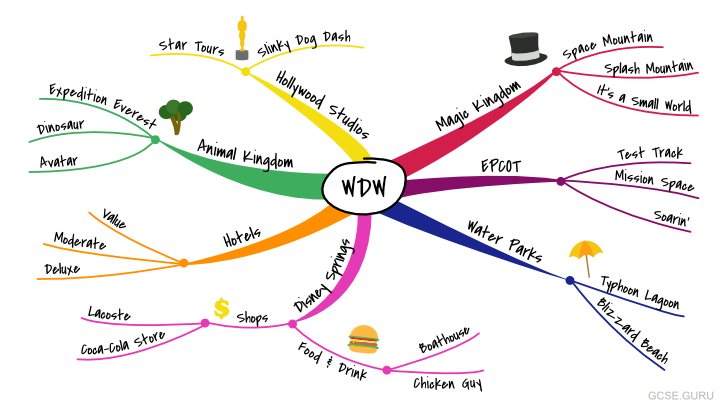 WDW
Magic Kingdom
Space Mountain
Splash Mountain
It's a Small World
EPCOT
Test Track
Mission Space
Soarin'
Water Parks
Typhoon Lagoon
Blizzard Beach
Disney Springs
Food & Drink
Boathouse
Chicken Guy
Shops
$
Lacoste
Coca-Cola Store
Hotels
Value
Moderate
Deluxe
Animal Kingdom
Expedition Everest
Dinosaur
Avatar
Hollywood Studios
Star Tours
Slinky Dog Dash
GCSE.GURU